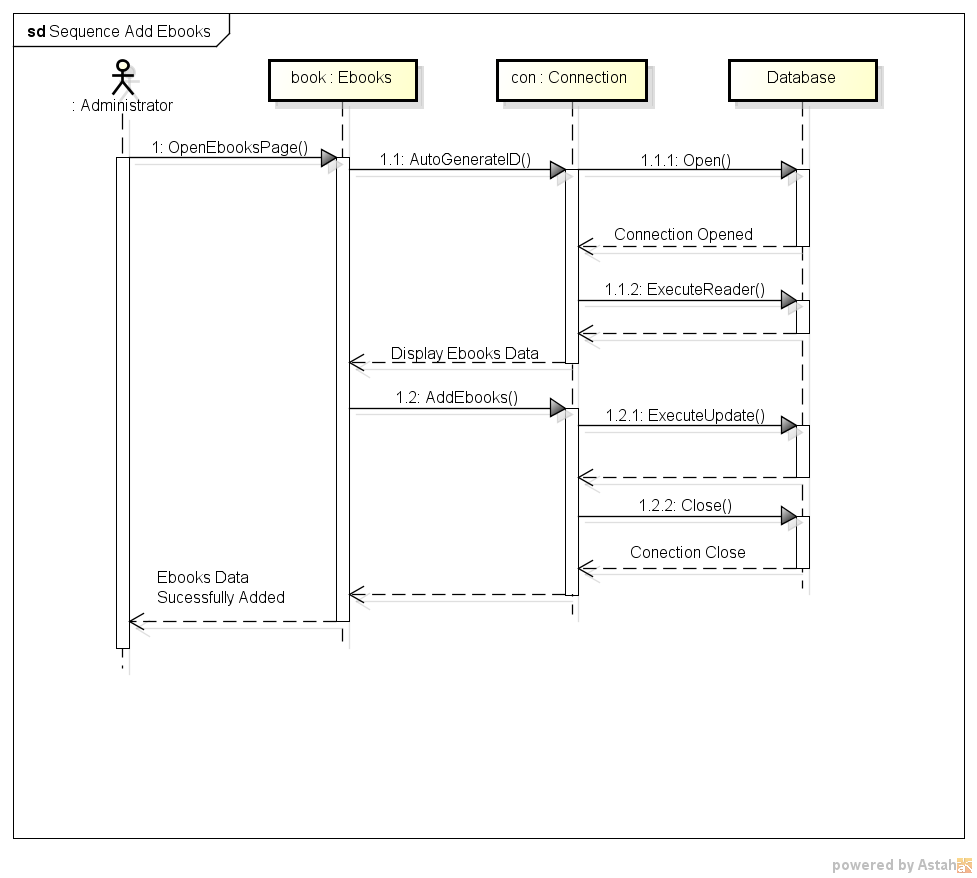 sd Sequence Add Ebooks
: Administrator
book : Ebooks
con : Connection
Database
1: OpenEbooksPage()
1.1: AutoGenerateID()
1.1.1: Open()
Connection Opened
1.1.2: ExecuteReader()
Display Ebooks Data
1.2: AddEbooks()
1.2.1: ExecuteUpdate()
1.2.2: Close()
Conection Close
Ebooks Data
Sucessfully Added
powered by Astah